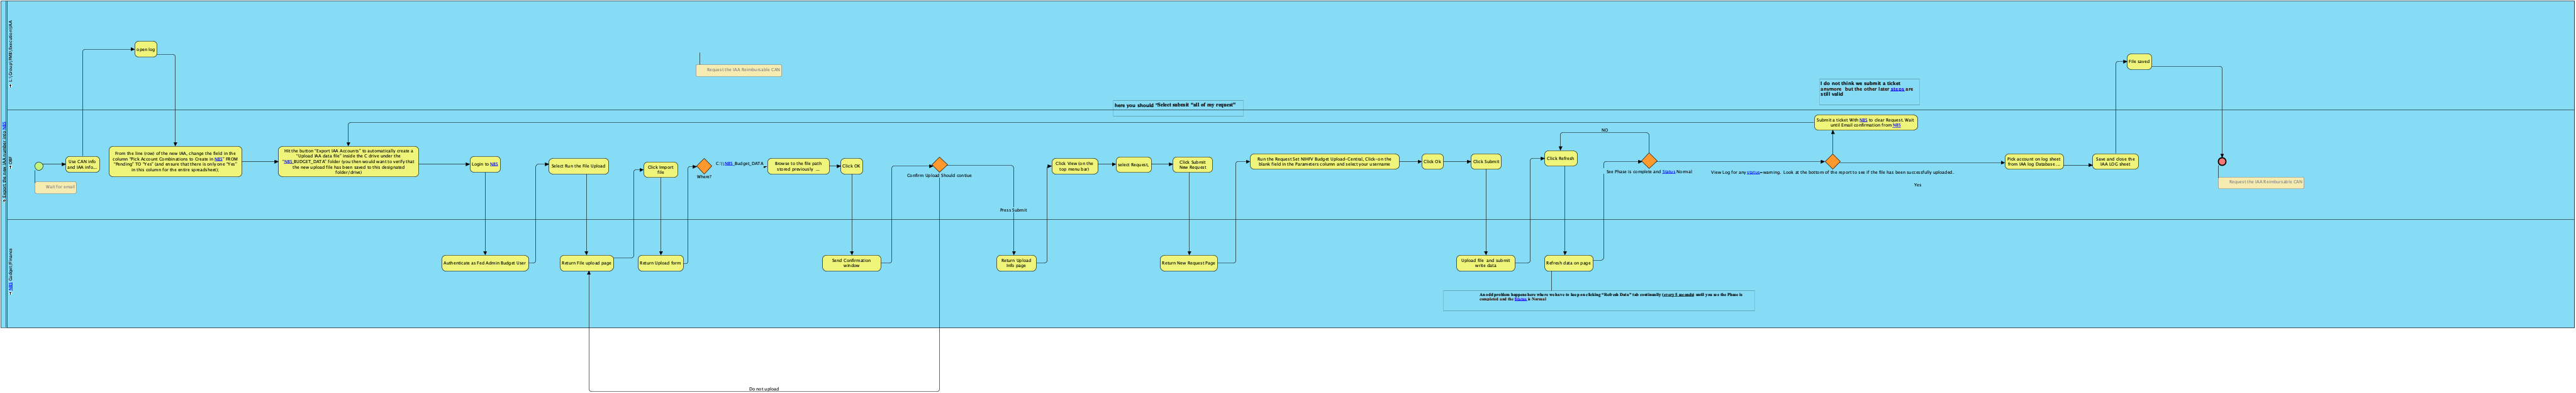 L:\Groups\NBS\Execution\IAA
open log
Request the IAA Reimbursable CAN
here you should "Select submit "all of my request"
I do not think we submit a ticket
anymore but the other later steps are
still valid
File saved
Export the new IAA number into NBS
OBF
Wait for email
Use CAN info
and IAA info...
From the line (row) of the new IAA, change the field in the
column "Pick Account Combinations to Create in NBS" FROM
"Pending" TO "Yes" (and ensure that there is only one "Yes"
in this column for the entire spreadsheet).
Hit the button "Export IAA Accounts" to automatically create a
"Upload IAA data file" inside the C drive under the
"NBS_BUDGET_DATA" folder (you then would want to verify that
the new upload file has been saved to this designated
folder/drive)
Login to NBS
Select Run the File Upload
Click Import
File
Where?
C:\\NBS_Budget_DATA
Browse to the file path
stored previously ...
Click OK
Confirm Upload Should continue
Press Submit
Click View (on the
top menu bar)
select Request,
Click Submit
New Request
Run the Request Set NIHFV Budget Upload-Central, Click-on the
blank field in the Parameters column and select your username
Click Ok
Click Submit
Click Refresh
NO
See Phase is complete and Status Normal
View Log for any status=warning. Look at the bottom of the report to see if the file has been successfully uploaded.
Submit a ticket With NBS to clear Request. Wait
until Email confirmation from NBS
Yes
Pick account on log sheet
from IAA log Database ...
Save and close the
IAA LOG sheet
Request the IAA Reimbursable CAN
NBS Gadget.Finance
Authenticate as Fed Admin Budget User
Return File upload page
Return Upload form
Send Confirmation
window
Return Upload
Info page
Return New Request Page
Upload file and submit
write data
Refresh data on page
An odd problem happens here where we have to keep on clicking "Refresh Data" tab continually (every 5 seconds) until you see the Phase is
completed and the Status is Normal
Do not upload